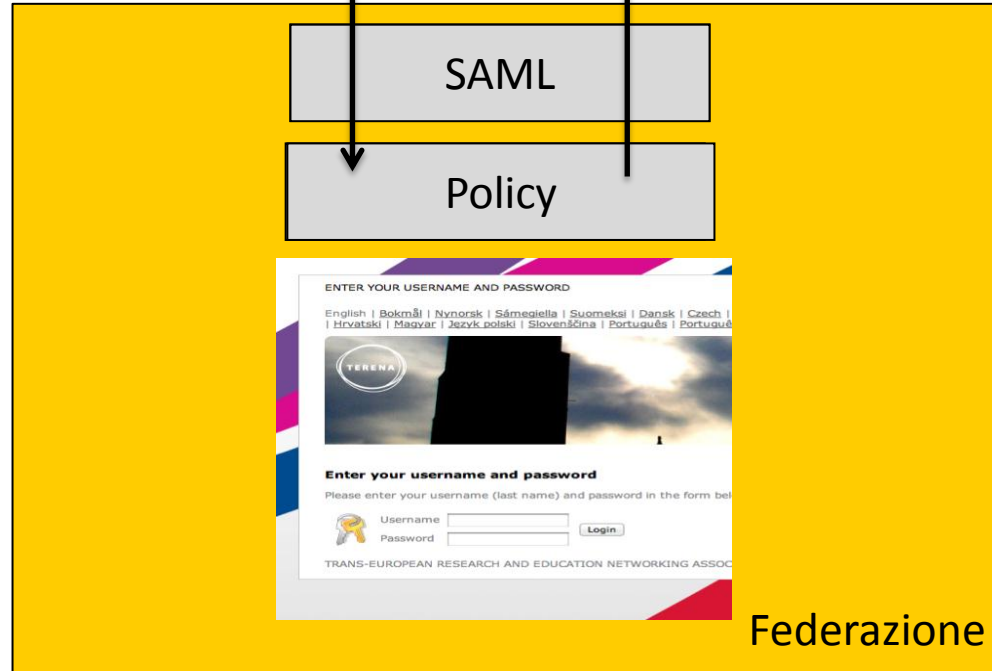 SAML
Policy
ENTER YOUR USERNAME AND PASSWORD
English | Bokmål | Nynorsk | Sámegiella | Suomeksi | Dansk | Czech |
| Hrvatski | Magyar | Język polski | Slovenščina | Português | Portuguê
TERENA
Enter your username and password
Please enter your username (last name) and password in the form bel
Username
Login
Password
TRANS-EUROPEAN RESEARCH AND EDUCATION NETWORKING ASSOC
Federazione